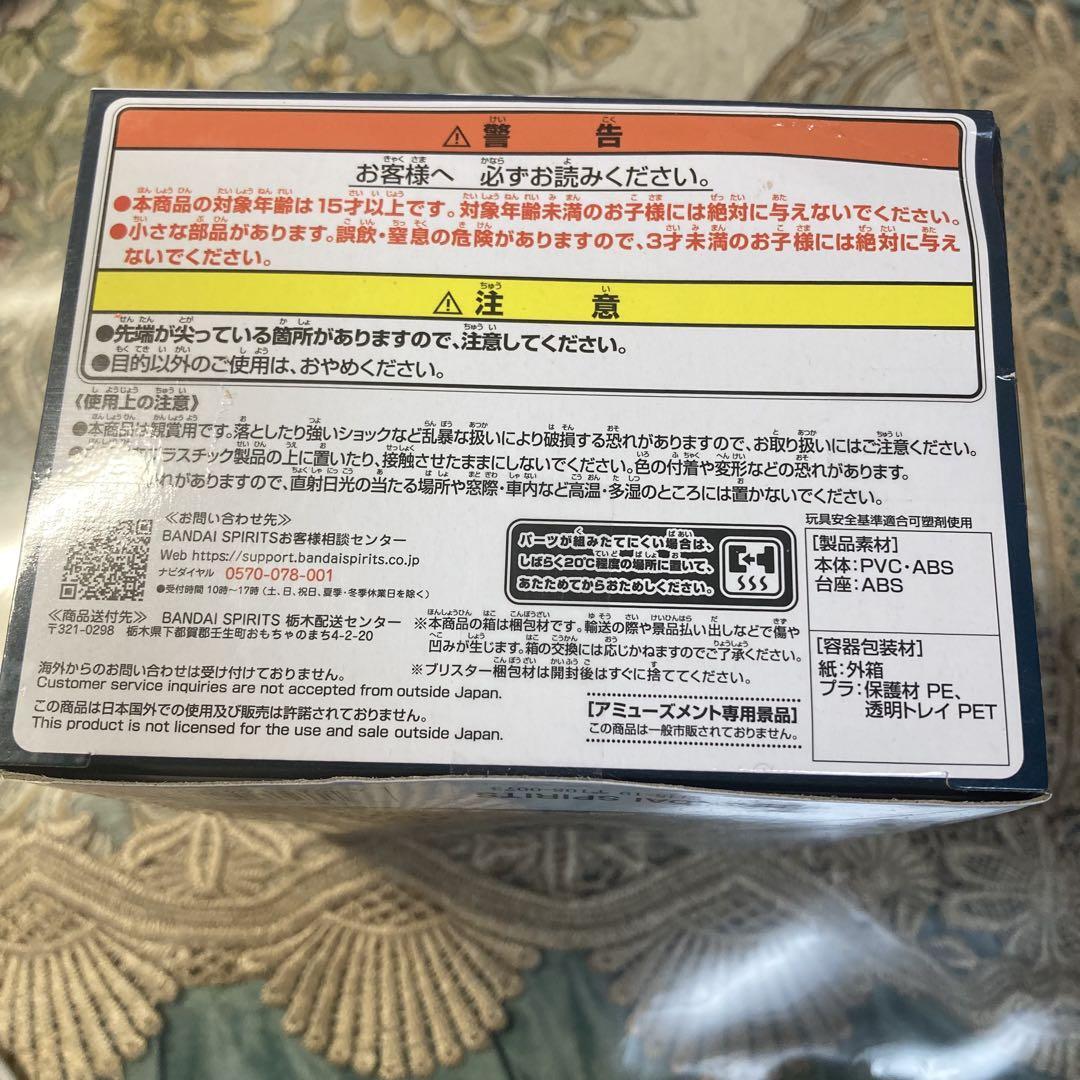 ⚠警告
お客様へ 必ずお読みください。
●本商品の対象年齢は15才以上です。対象年齢未満のお子様には絶対に与えないでください。
●小さな部品があります。誤飲・窒息の危険がありますので、3才未満のお子様には絶対に与え
ないでください。
⚠注意
●先端が尖っている箇所がありますので、注意してください。
●目的以外のご使用は、おやめください。
《使用上の注意》
●本商品は観賞用です。落としたり強いショックなど乱暴な扱いにより破損する恐れがありますので、お取り扱いにはご注意ください。
ラスチック製品の上に置いたり、接触させたままにしないでください。色の付着や変形などの恐れがあります。
れがありますので、直射日光の当たる場所や窓際・車内など高温・多湿のところには置かないでください。
≪お問い合わせ先≫
BANDAI SPIRITSお客様相談センター
Web https://support.bandaispirits.co.jp
ナビダイヤル 0570-078-001
●受付時間 10時〜17時(土、日、祝日、夏季・冬季休業日を除く)
≪商品送付先≫ BANDAI SPIRITS 栃木配送センター
〒321-0298 栃木県下都賀郡壬生町おもちゃのまち4-2-20
海外からのお問い合わせは受け付けておりません。
Customer service inquiries are not accepted from outside Japan.
この商品は日本国外での使用及び販売は許諾されておりません。
This product is not licensed for the use and sale outside Japan.
パーツが組みたてにくい場合は、
しばらく20℃程度の場所に置いて、
あたためてからおためしください。
※本商品の箱は梱包材です。輸送の際や景品払い出しなどで傷や
凹みが生じます。箱の交換には応じかねますのでご了承ください。
※ブリスター梱包材は開封後はすぐに捨ててください。
[アミューズメント専用景品]
この商品は一般市販されておりません。
玩具安全基準適合可塑剤使用
[製品素材]
本体:PVC・ABS
台座:ABS
[容器包装材]
紙:外箱
プラ:保護材 PE、
透明トレイ PET
DAI SPIRITS
〒108-0073